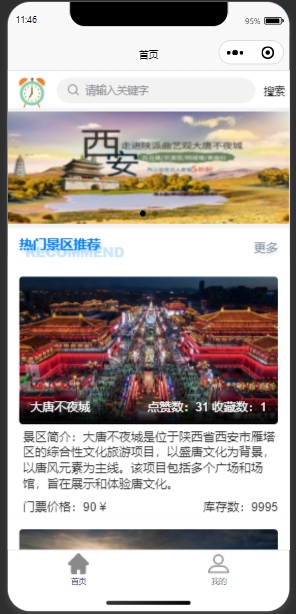 11:46
95%
首页
请输入关键字
搜索
西安
走进陕派曲艺观大唐不夜城
热门景区推荐
RECOMMEND
更多
大唐不夜城
点赞数：31 收藏数：1
景区简介：大唐不夜城是位于陕西省西安市雁塔
区的综合性文化旅游项目，以盛唐文化为背景，
以唐风元素为主线。该项目包括多个广场和场
馆，旨在展示和体验唐文化。
门票价格：90 ¥
库存数：9995
首页
我的